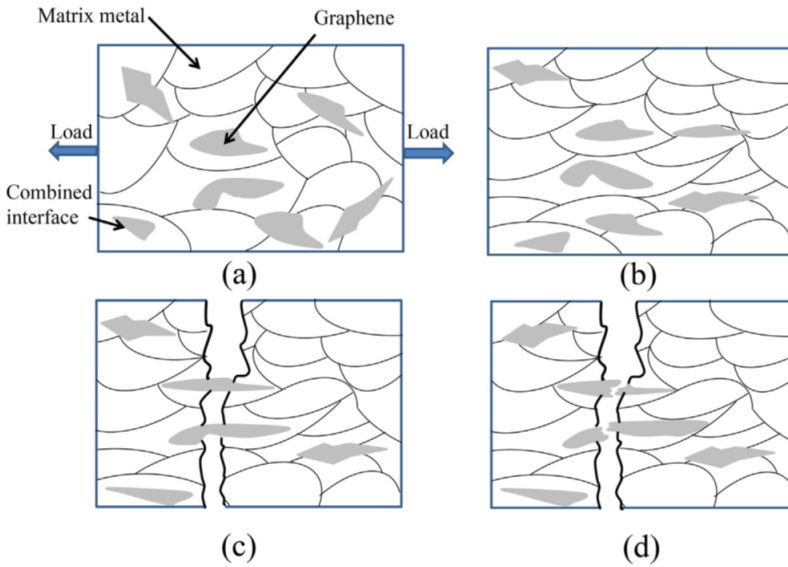 Matrix metal
Graphene
Load
Load
Combined
interface
(a)
(b)
(c)
(d)